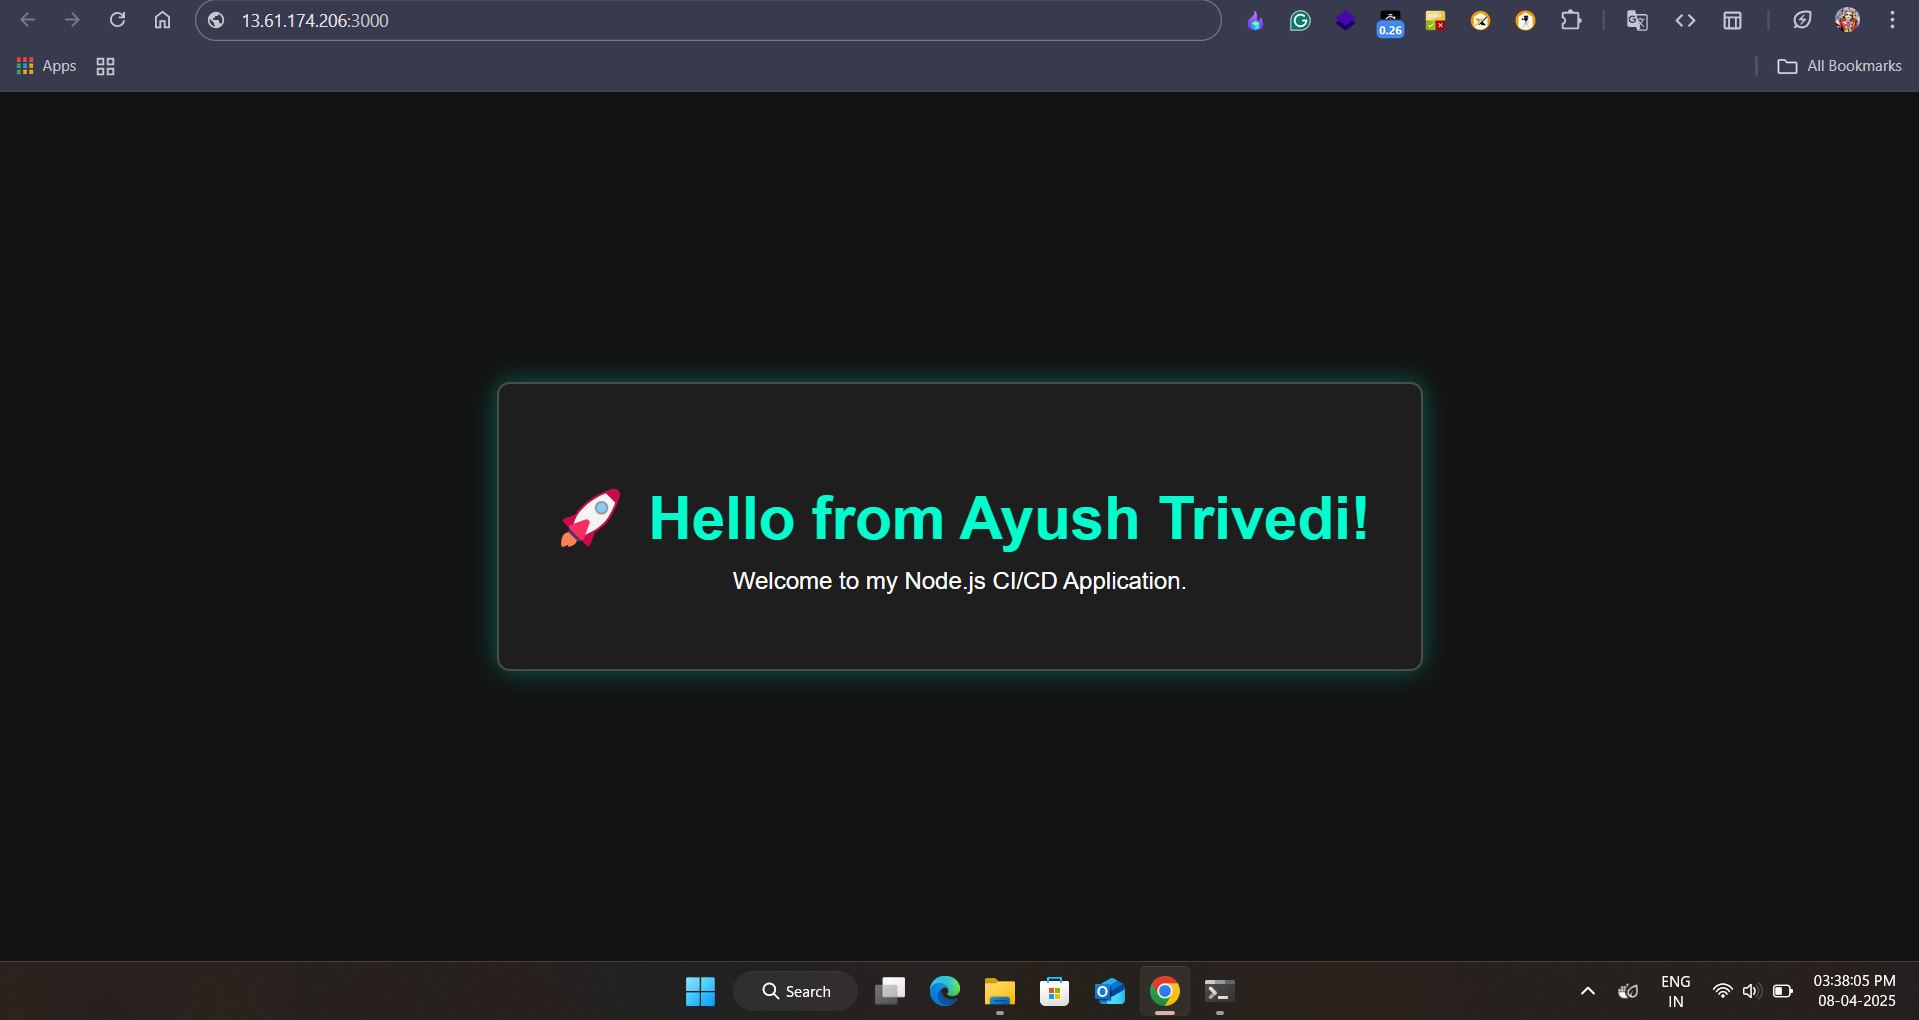 13.61.174.206:3000
0.26
Apps
All Bookmarks
🚀 Hello from Ayush Trivedi!
Welcome to my Node.js CI/CD Application.
Search
ENG
IN
03:38:05 PM
08-04-2025